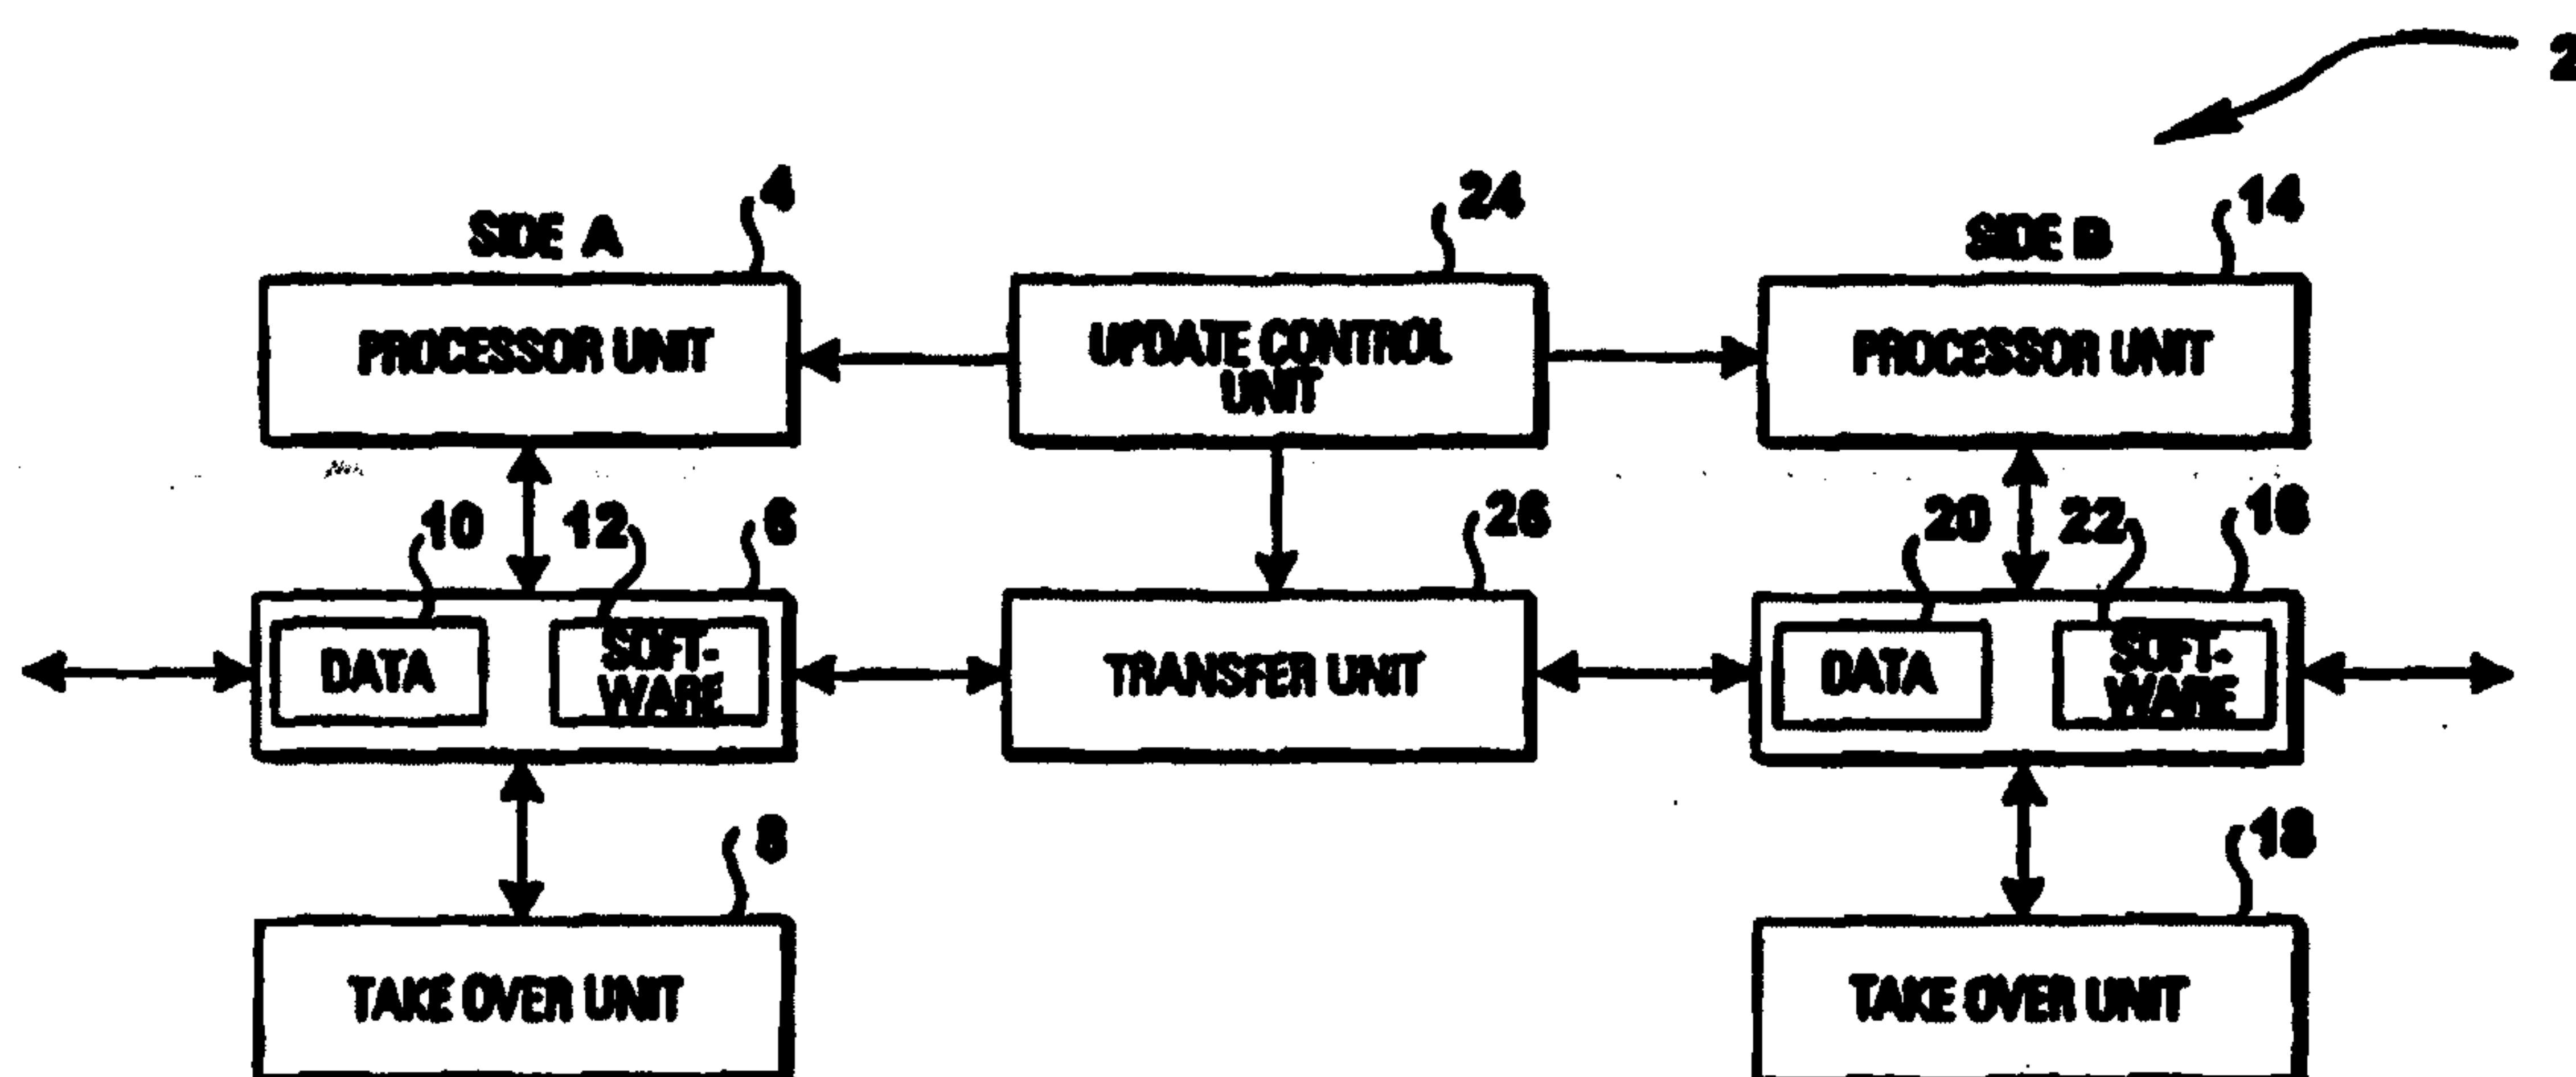 2
4
24
14
SIDE A
SIDE B
PROCESSOR UNIT
UPDATE CONTROL
UNIT
PROCESSOR UNIT
10
12
6
26
20
22
16
DATA
SOFT-
WARE
TRANSFER UNIT
DATA
SOFT-
WARE
8
18
TAKE OVER UNIT
TAKE OVER UNIT